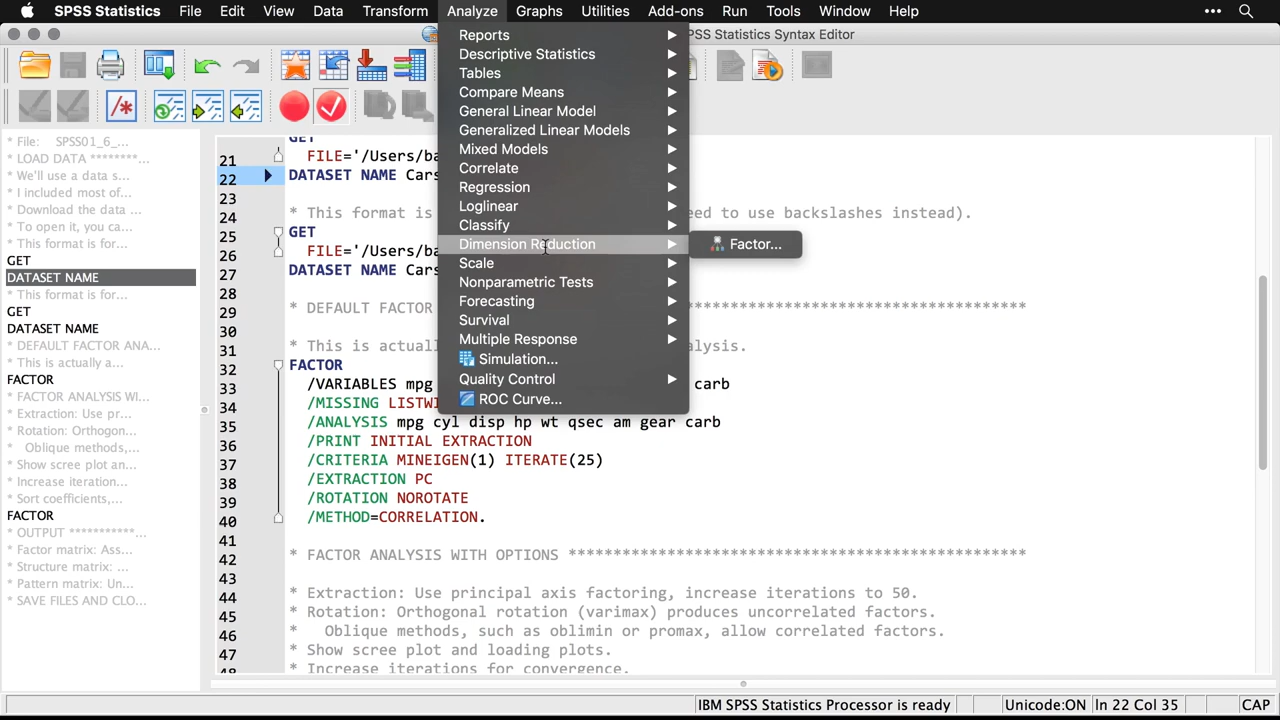 SPSS Statistics File Edit View Data Transform Analyze Graphs Utilities Add-ons Run Tools Window Help
PSS Statistics Syntax Editor
Reports
Descriptive Statistics
Tables
Compare Means
General Linear Model
Generalized Linear Models
Mixed Models
Correlate
Regression
Loglinear
Classify
Dimension Reduction
Factor...
Scale
Nonparametric Tests
Forecasting
Survival
Multiple Response
Simulation...
Quality Control
ROC Curve...
* File: SPSS01_6_...
* LOAD DATA ********...
* We'll use a data s...
* I included most of...
* Download the data ...
* To open it, you ca...
* This format is for...
GET
DATASET NAME
* This format is for...
GET
DATASET NAME
* DEFAULT FACTOR ANA...
* This is actually a...
FACTOR
* FACTOR ANALYSIS WI...
* Extraction: Use pr...
* Rotation: Orthogon...
* Oblique methods,...
* Show scree plot an...
* Increase iteration...
* Sort coefficients,...
FACTOR
* OUTPUT ***********...
* Factor matrix: Ass...
* Structure matrix: ...
* Pattern matrix: Un...
* SAVE FILES AND CLO...
GET
21 FILE='/Users/ba
22 DATASET NAME Cars
23
24 * This format is eed to use backslashes instead).
25 GET
26 FILE='/Users/ba
27 DATASET NAME Cars
28
29 * DEFAULT FACTOR **************************************
30
31 * This is actuall lysis.
32 FACTOR
33 /VARIABLES mpg carb
34 /MISSING LISTWI
35 /ANALYSIS mpg cyl disp hp wt qsec am gear carb
36 /PRINT INITIAL EXTRACTION
37 /CRITERIA MINEIGEN(1) ITERATE(25)
38 /EXTRACTION PC
39 /ROTATION NOROTATE
40 /METHOD=CORRELATION.
41
42 * FACTOR ANALYSIS WITH OPTIONS **************************************************
43
44 * Extraction: Use principal axis factoring, increase iterations to 50.
45 * Rotation: Orthogonal rotation (varimax) produces uncorrelated factors.
46 * Oblique methods, such as oblimin or promax, allow correlated factors.
47 * Show scree plot and loading plots.
48 * Increase iterations for convergence.
IBM SPSS Statistics Processor is ready Unicode:ON In 22 Col 35 CAP